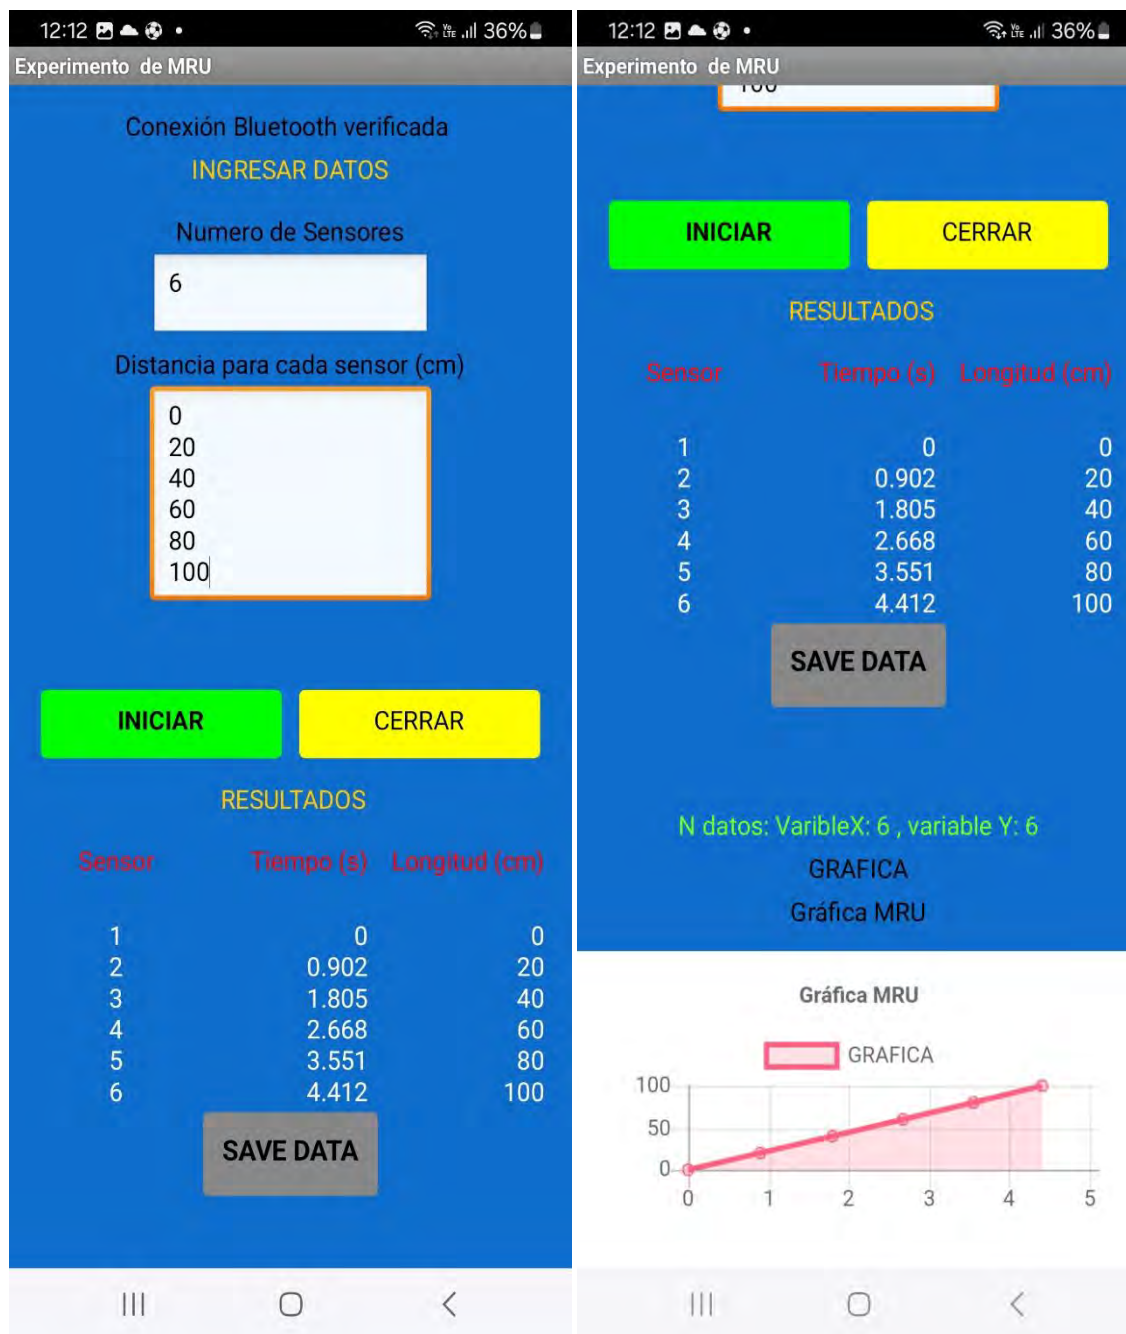 12:12
36%
Experimento de MRU
Conexión Bluetooth verificada
INGRESAR DATOS
Numero de Sensores
6
Distancia para cada sensor (cm)
0
20
40
60
80
100
INICIAR CERRAR
RESULTADOS
Sensor Tiempo (s) Longitud (cm)
1 0 0
2 0.902 20
3 1.805 40
4 2.668 60
5 3.551 80
6 4.412 100
SAVE DATA
12:12
36%
Experimento de MRU
100
INICIAR CERRAR
RESULTADOS
Sensor Tiempo (s) Longitud (cm)
1 0 0
2 0.902 20
3 1.805 40
4 2.668 60
5 3.551 80
6 4.412 100
SAVE DATA
N datos: VaribleX: 6 , variable Y: 6
GRAFICA
Gráfica MRU
Gráfica MRU
GRAFICA
100
50
0
0 1 2 3 4 5